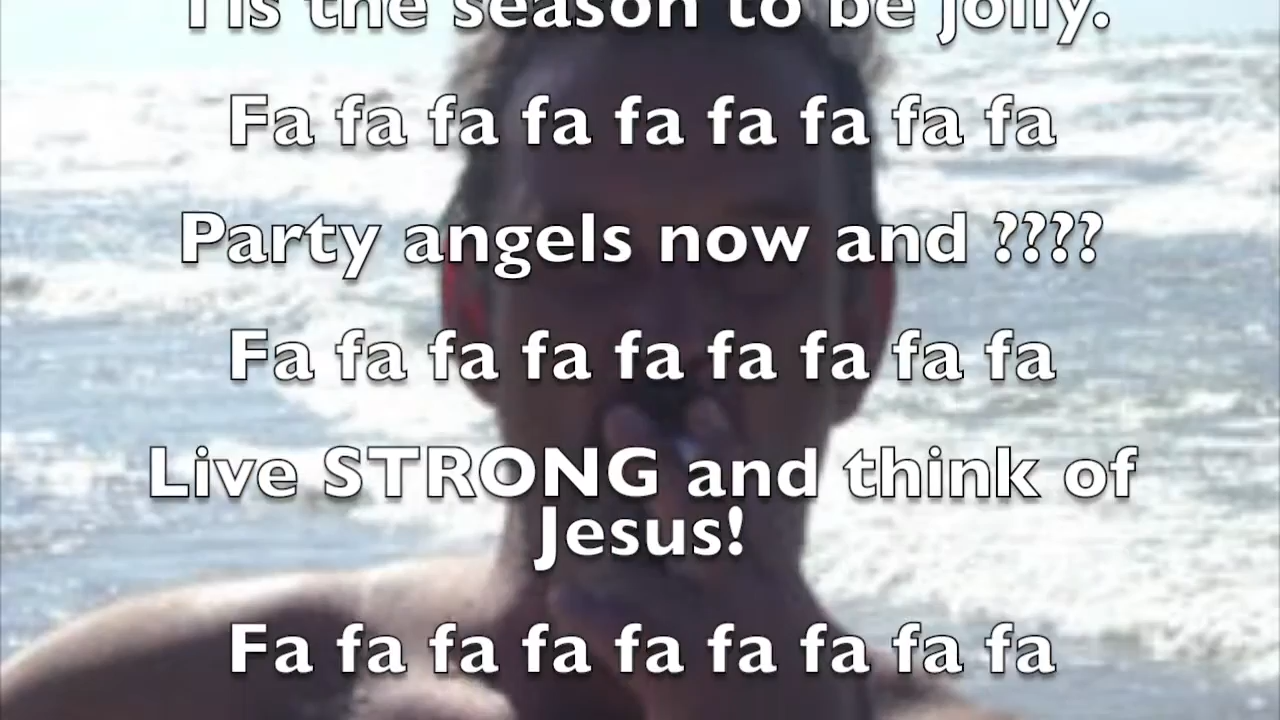 Tis the season to be jolly.
Fa fa fa fa fa fa fa fa fa
Party angels now and ????
Fa fa fa fa fa fa fa fa fa
Live STRONG and think of
Jesus!
Fa fa fa fa fa fa fa fa fa